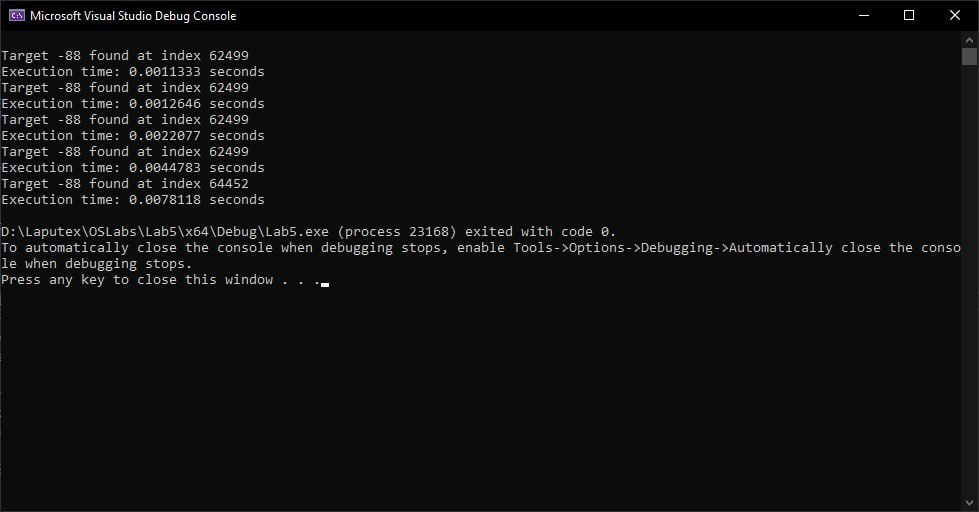 Microsoft Visual Studio Debug Console
Target -88 found at index 62499
Execution time: 0.0011333 seconds
Target -88 found at index 62499
Execution time: 0.0012646 seconds
Target -88 found at index 62499
Execution time: 0.0022077 seconds
Target -88 found at index 62499
Execution time: 0.0044783 seconds
Target -88 found at index 64452
Execution time: 0.0078118 seconds
D:\Laputex\OSLabs\Lab5\x64\Debug\Lab5.exe (process 23168) exited with code 0.
To automatically close the console when debugging stops, enable Tools->Options->Debugging->Automatically close the conso
le when debugging stops.
Press any key to close this window . . .